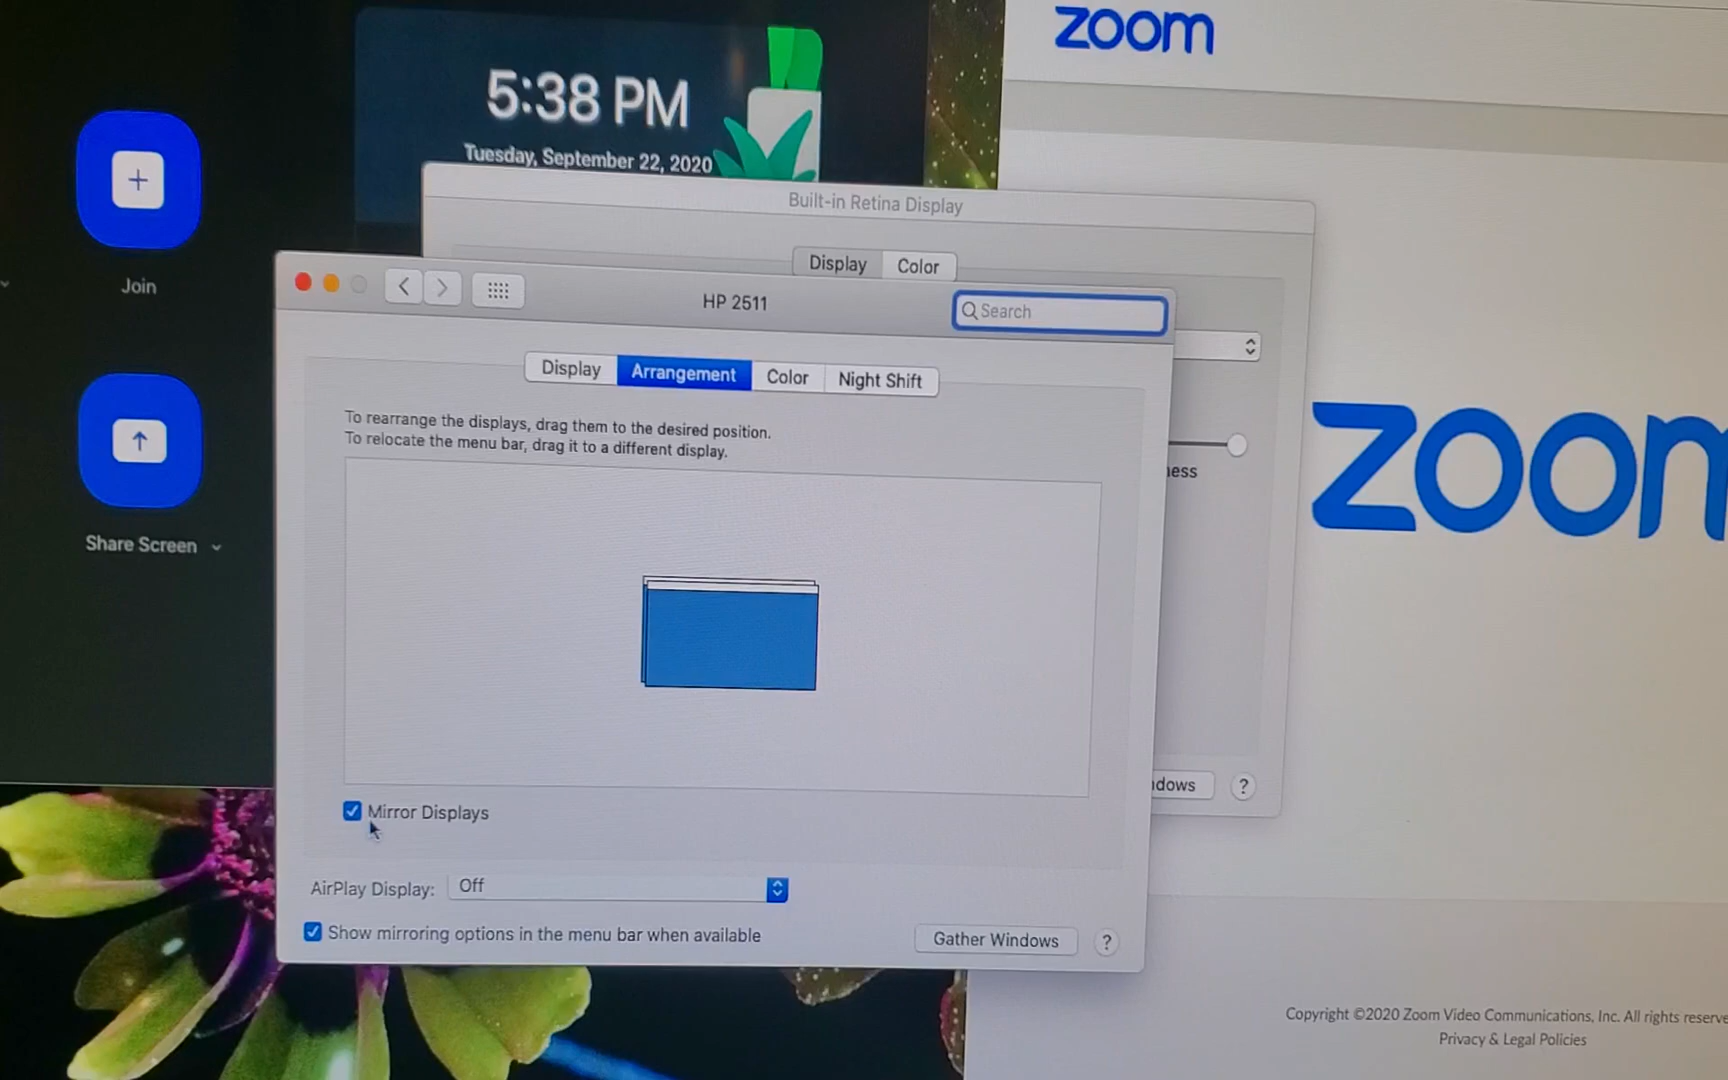 zoom
5:38 PM
Tuesday, September 22, 2020
Join
Share Screen
Built-in Retina Display
Display
Color
HP 2511
Search
Display
Arrangement
Color
Night Shift
To rearrange the displays, drag them to the desired position.
To relocate the menu bar, drag it to a different display.
ness
zoom
dows
?
Mirror Displays
AirPlay Display:
Off
Show mirroring options in the menu bar when available
Gather Windows
?
Copyright ©2020 Zoom Video Communications, Inc. All rights reserve
Privacy & Legal Policies